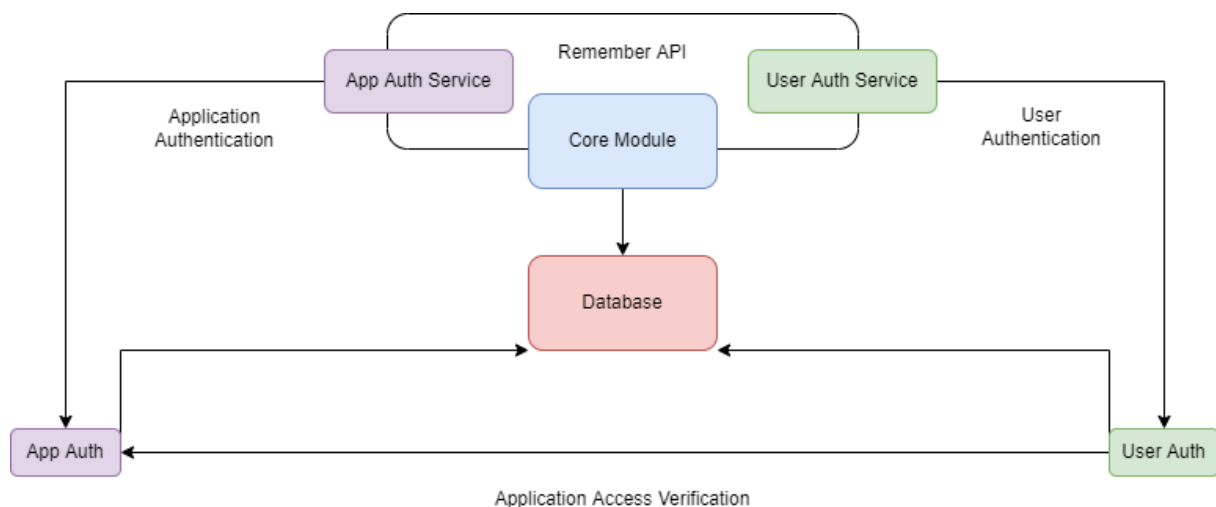 Remember API
App Auth Service
User Auth Service
Application
Authentication
User
Authentication
Core Module
Database
App Auth
User Auth
Application Access Verification